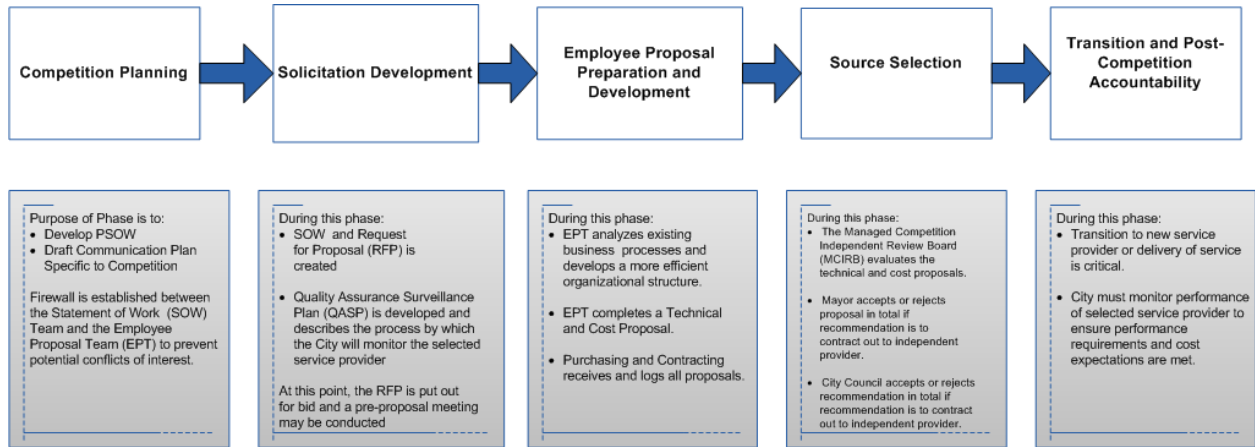 Competition Planning
Solicitation Development
Employee Proposal
Preparation and
Development
Source Selection
Transition and Post-
Competition
Accountability
Purpose of Phase is to:
• Develop PSOW
• Draft Communication Plan
Specific to Competition
Firewall is established between
the Statement of Work (SOW)
Team and the Employee
Proposal Team (EPT) to prevent
potential conflicts of interest.
During this phase:
• SOW and Request
for Proposal (RFP) is
created
• Quality Assurance Surveillance
Plan (QASP) is developed and
describes the process by which
the City will monitor the selected
service provider
At this point, the RFP is put out
for bid and a pre-proposal meeting
may be conducted
During this phase:
• EPT analyzes existing
business processes and
develops a more efficient
organizational structure.
• EPT completes a Technical
and Cost Proposal.
• Purchasing and Contracting
receives and logs all proposals.
During this phase:
• The Managed Competition
Independent Review Board
(MCIRB) evaluates the
technical and cost proposals.
• Mayor accepts or rejects
proposal in total if
recommendation is to
contract out to independent
provider.
• City Council accepts or rejects
recommendation in total if
recommendation is to contract
out to independent provider.
During this phase:
• Transition to new service
provider or delivery of service
is critical.
• City must monitor performance
of selected service provider to
ensure performance
requirements and cost
expectations are met.